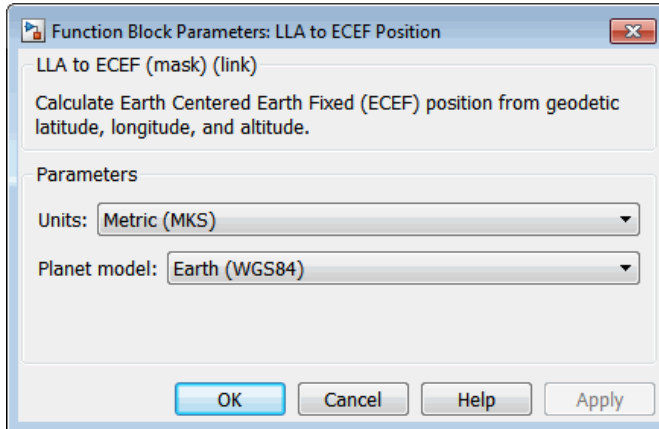 Function Block Parameters: LLA to ECEF Position
LLA to ECEF (mask) (link)
Calculate Earth Centered Earth Fixed (ECEF) position from geodetic
latitude, longitude, and altitude.
Parameters
Units: Metric (MKS)
Planet model: Earth (WGS84)
OK Cancel Help Apply